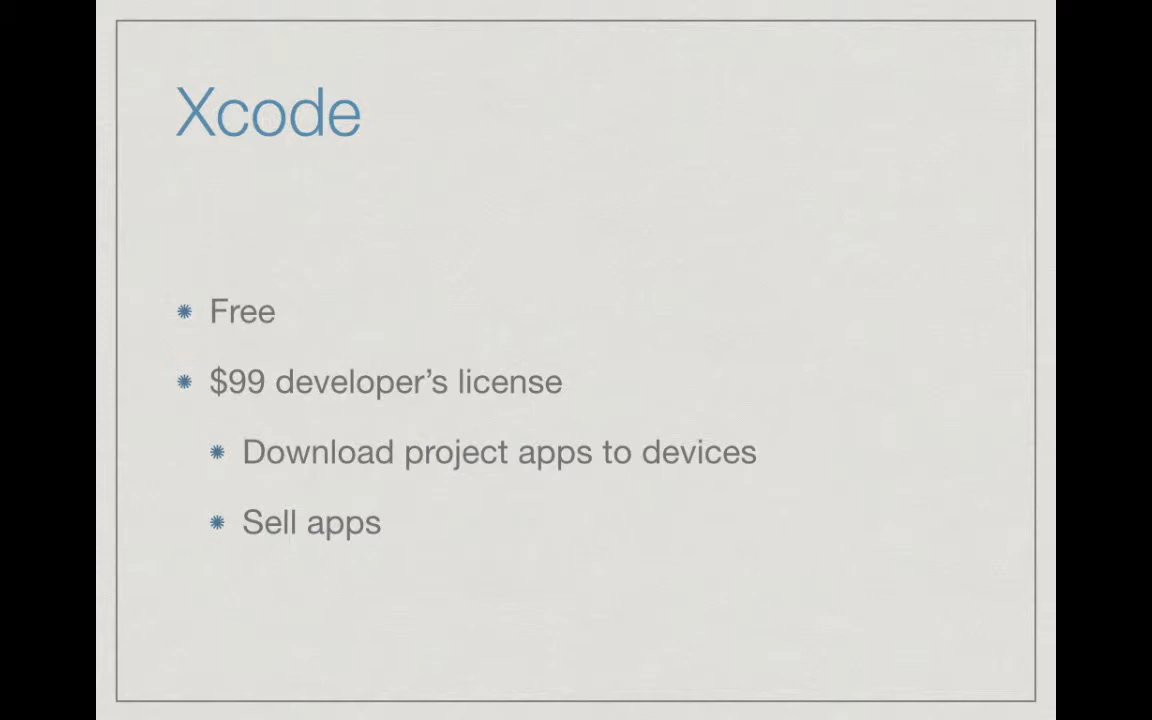 Xcode
Free
$99 developer’s license
Download project apps to devices
Sell apps